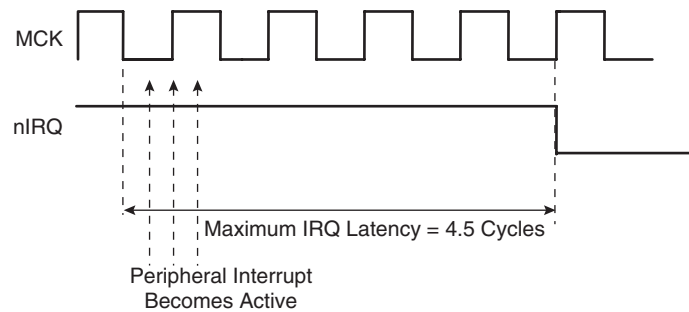 MCK
nIRQ
Maximum IRQ Latency = 4.5 Cycles
Peripheral Interrupt
Becomes Active